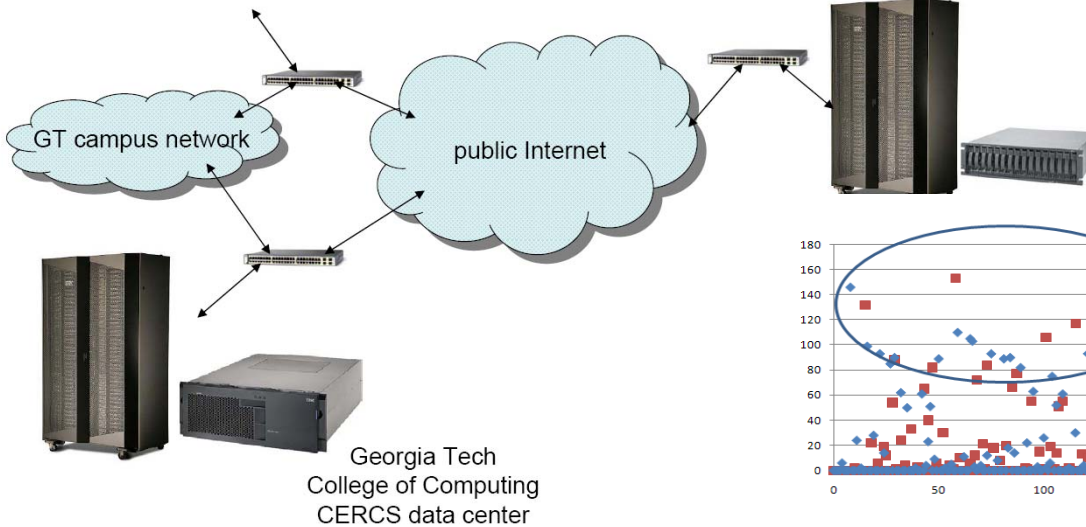 GT campus network
public Internet
180
160
140
120
100
80
60
40
20
0
0
50
100
Georgia Tech
College of Computing
CERCS data center